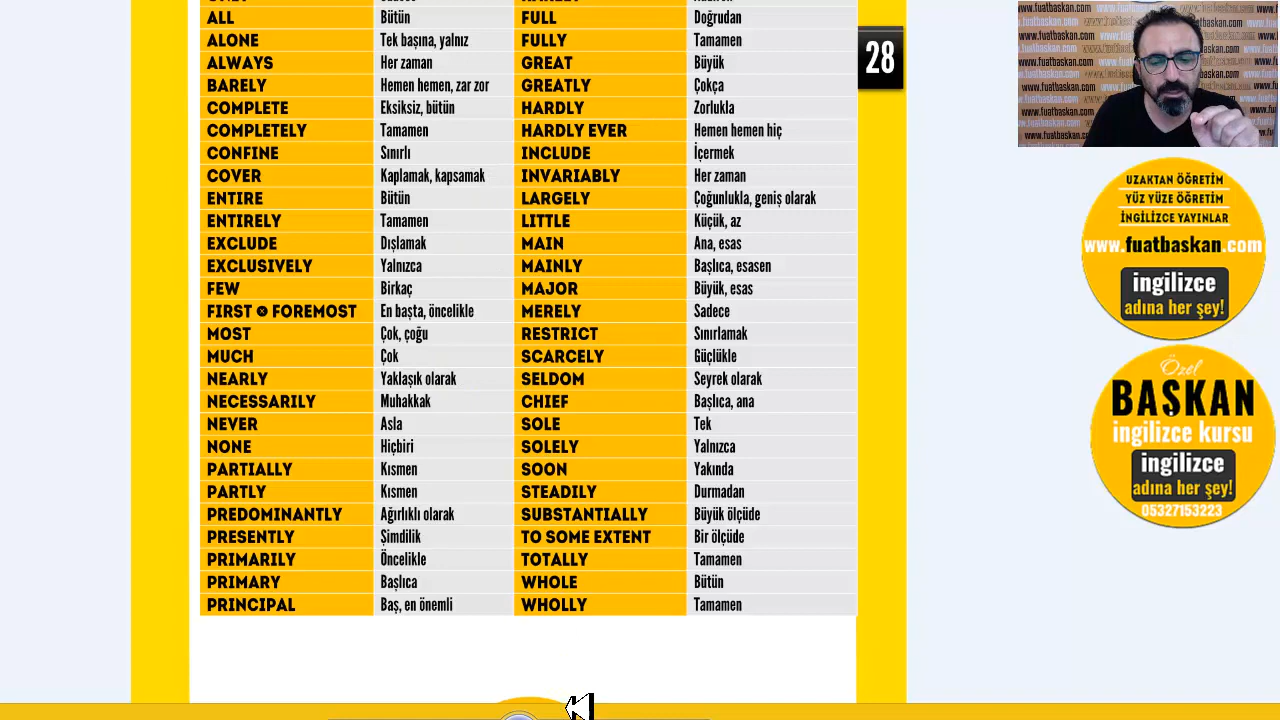 ALL Bütün FULL Doğrudan
ALONE Tek başına, yalnız FULLY Tamamen
ALWAYS Her zaman GREAT Büyük
BARELY Hemen hemen, zar zor GREATLY Çokça
COMPLETE Eksiksiz, bütün HARDLY Zorlukla
COMPLETELY Tamamen HARDLY EVER Hemen hemen hiç
CONFINE Sınırlı INCLUDE İçermek
COVER Kaplamak, kapsamak INVARIABLY Her zaman
ENTIRE Bütün LARGELY Çoğunlukla, geniş olarak
ENTIRELY Tamamen LITTLE Küçük, az
EXCLUDE Dışlamak MAIN Ana, esas
EXCLUSIVELY Yalnızca MAINLY Başlıca, esasen
FEW Birkaç MAJOR Büyük, esas
FIRST & FOREMOST En başta, öncelikle MERELY Sadece
MOST Çok, çoğu RESTRICT Sınırlamak
MUCH Çok SCARCELY Güçlükle
NEARLY Yaklaşık olarak SELDOM Seyrek olarak
NECESSARILY Muhakkak CHIEF Başlıca, ana
NEVER Asla SOLE Tek
NONE Hiçbiri SOLELY Yalnızca
PARTIALLY Kısmen SOON Yakında
PARTLY Kısmen STEADILY Durmadan
PREDOMINANTLY Ağırlıklı olarak SUBSTANTIALLY Büyük ölçüde
PRESENTLY Şimdilik TO SOME EXTENT Bir ölçüde
PRIMARILY Öncelikle TOTALLY Tamamen
PRIMARY Başlıca WHOLE Bütün
PRINCIPAL Baş, en önemli WHOLLY Tamamen
28
www.fuatbaskan.com
UZAKTAN ÖĞRETİM
YÜZ YÜZE ÖĞRETİM
İNGİLİZCE YAYINLAR
www.fuatbaskan.com
ingilizce
adına her şey!
Özel
BAŞKAN
ingilizce kursu
ingilizce
adına her şey!
05327153223